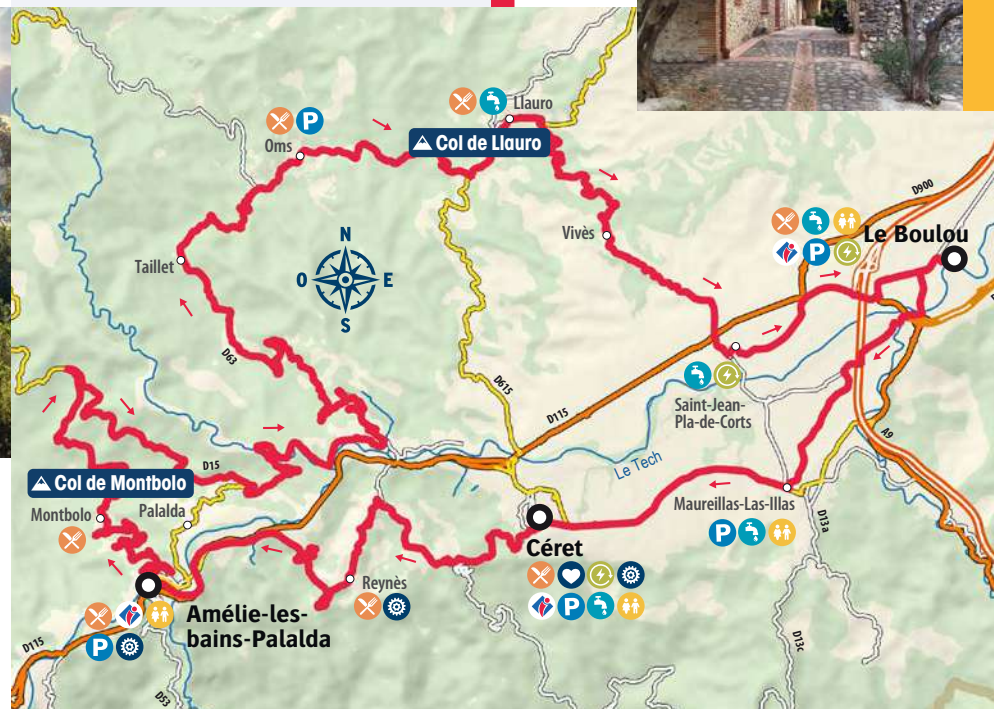 Llauro
P
Oms
Col de Llauro
D900
Vivès
Le Boulou
P
N
O E
S
Taillet
D63
D615
D115
Saint-Jean-
Pla-de-Corts
A9
Le Tech
D15
Col de Montbolo
Palalda
Montbolo
Maureillas-Las-Illas
P
D13a
Céret
P
Reynès
Amélie-les-
bains-Palalda
P
D115
D53
D13c